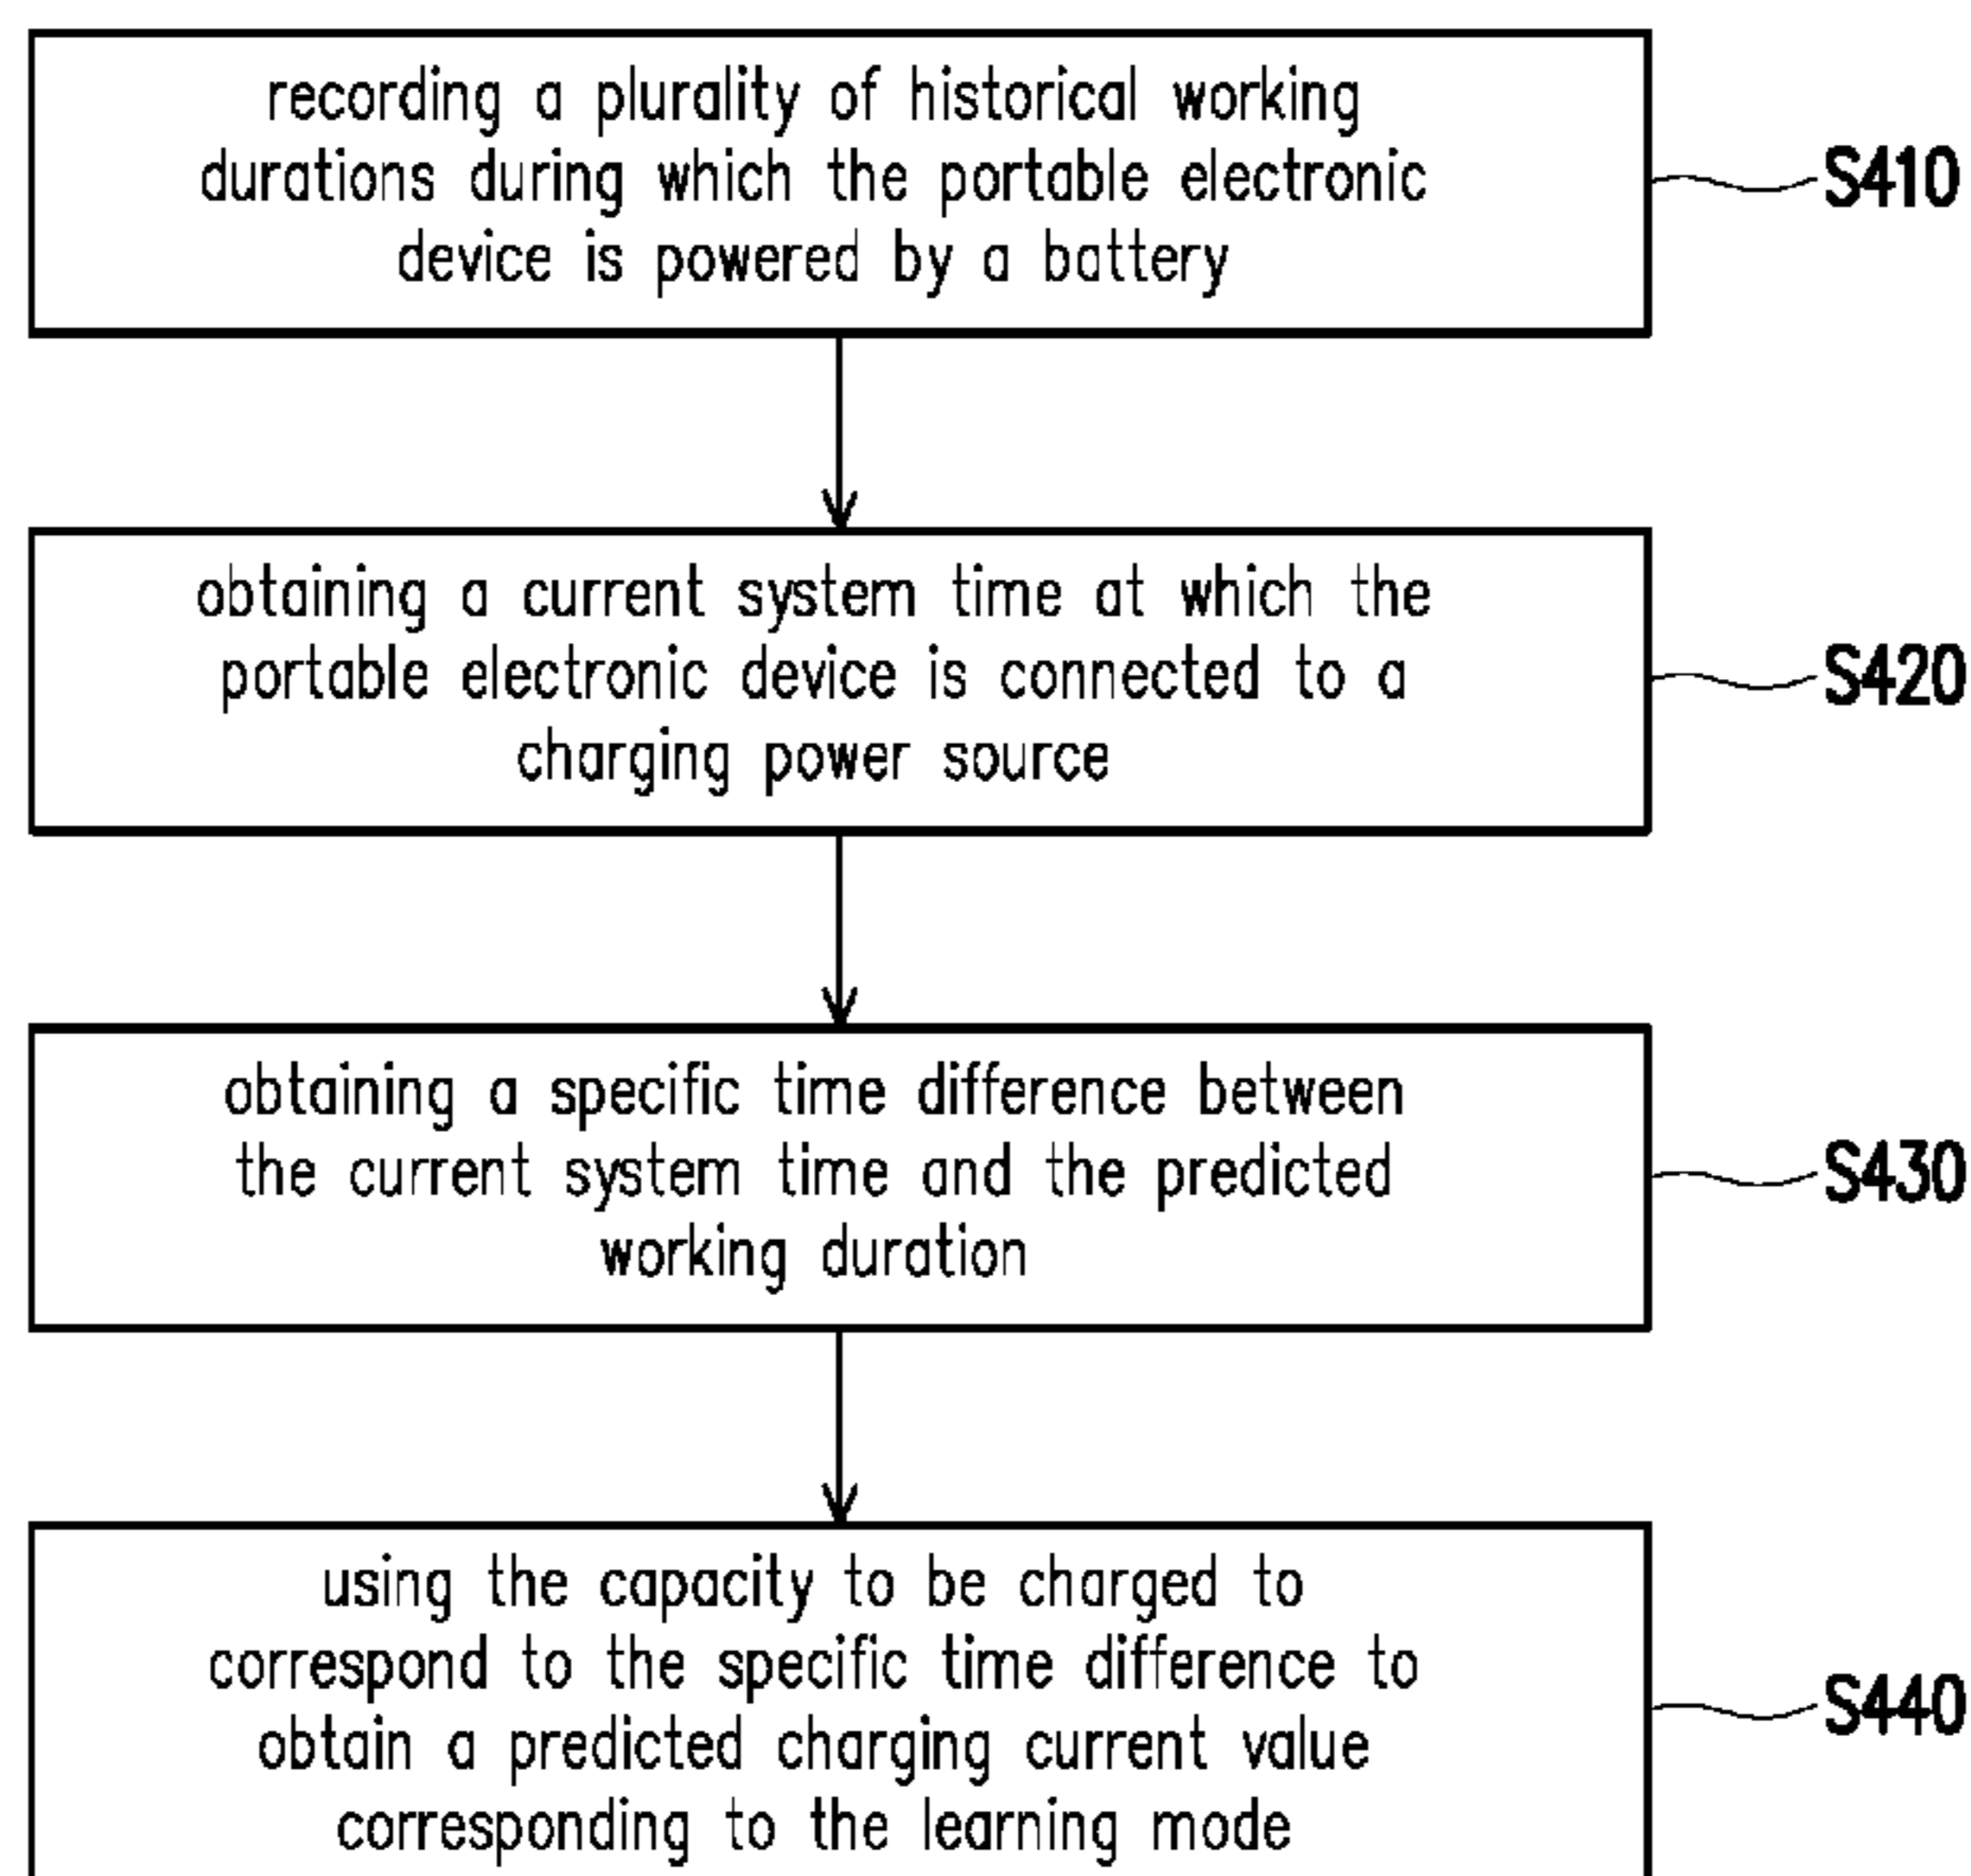 recording a plurality of historical working
durations during which the portable electronic
device is powered by a battery
S410
obtaining a current system time at which the
portable electronic device is connected to a
charging power source
S420
obtaining a specific time difference between
the current system time and the predicted
working duration
S430
using the capacity to be charged to
correspond to the specific time difference to
obtain a predicted charging current value
corresponding to the learning mode
S440